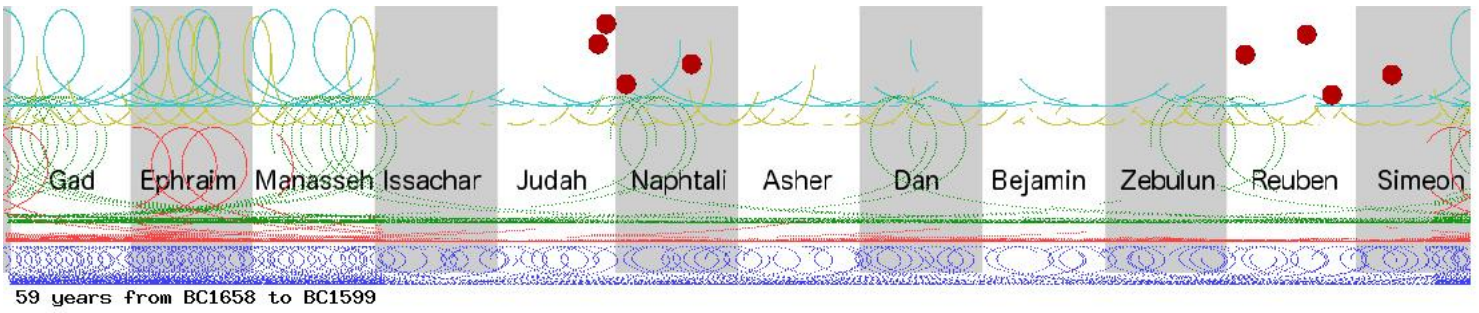 Gad Ephraim Manasseh Issachar Judah Naphtali Asher Dan Bejamin Zebulun Reuben Simeon
59 years from BC1658 to BC1599